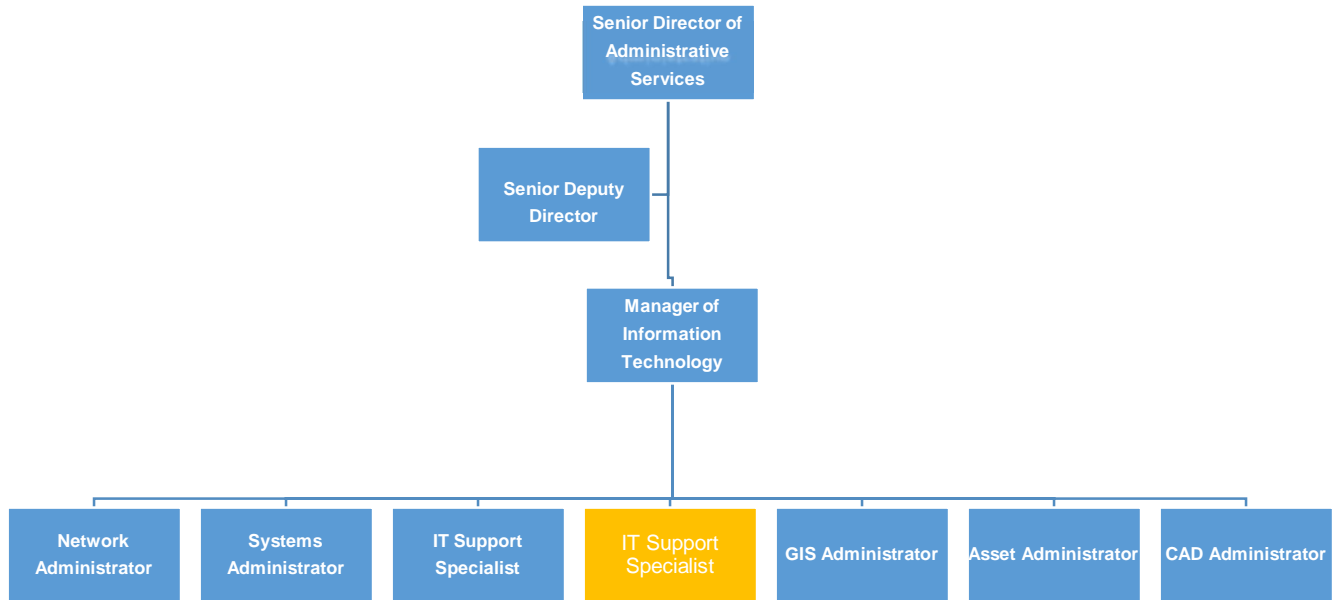 Senior Director of
Administrative
Services
Senior Deputy
Director
Manager of
Information
Technology
Network
Administrator
Systems
Administrator
IT Support
Specialist
IT Support
Specialist
GIS Administrator
Asset Administrator
CAD Administrator